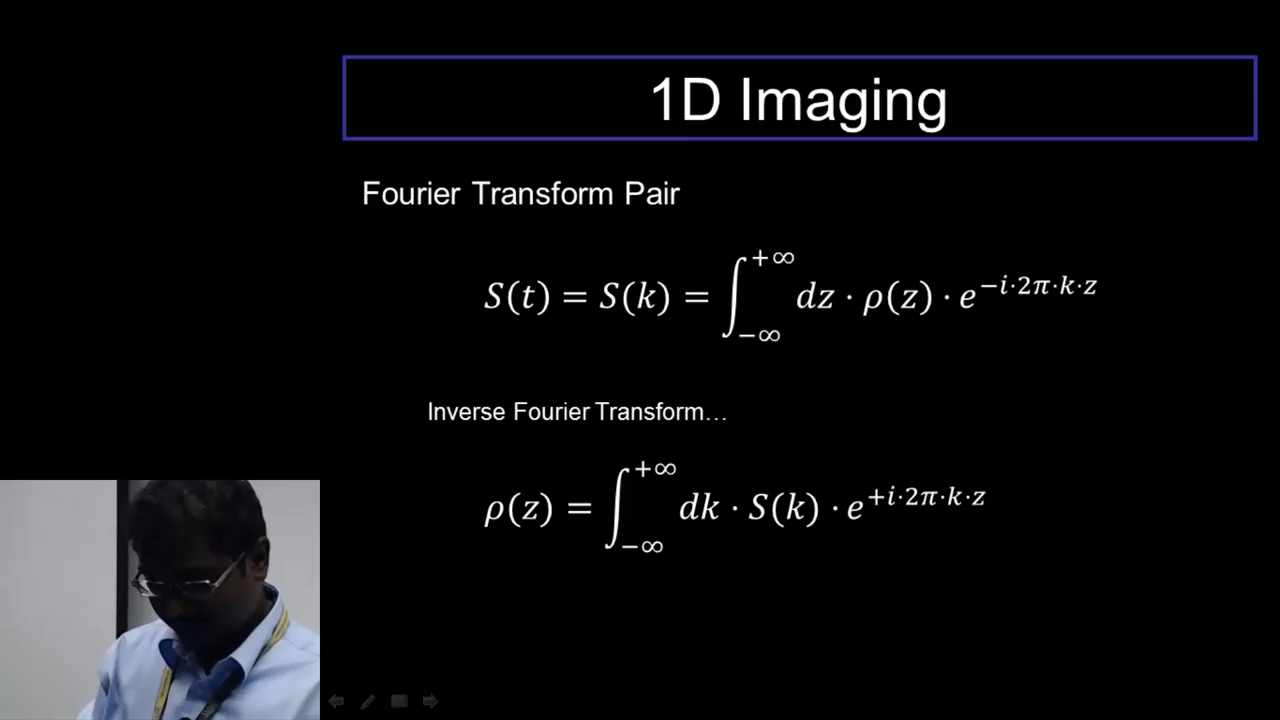 1D Imaging
Fourier Transform Pair
S(t) = S(k) = ∫_{−∞}^{+∞} dz · ρ(z) · e^{−i·2π·k·z}
Inverse Fourier Transform…
ρ(z) = ∫_{−∞}^{+∞} dk · S(k) · e^{+i·2π·k·z}